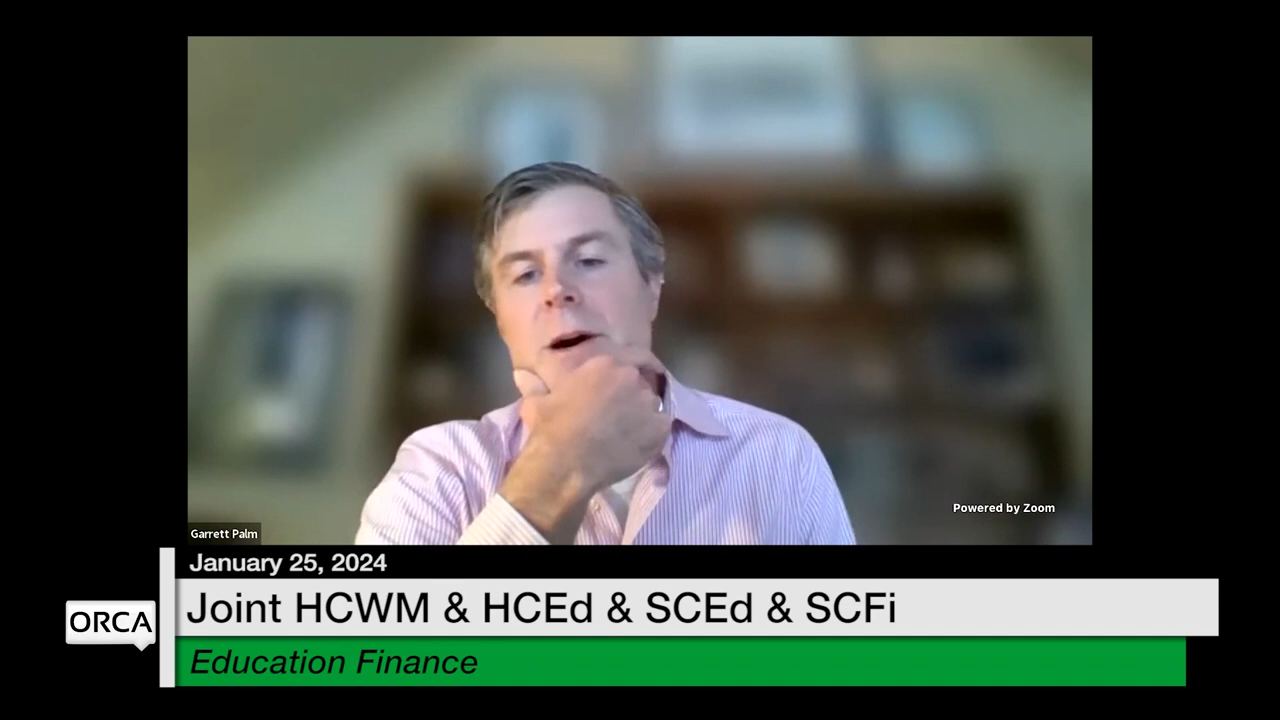 Powered by Zoom
Garrett Palm
January 25, 2024
ORCA
Joint HCWM & HCEd & SCEd & SCFi
Education Finance